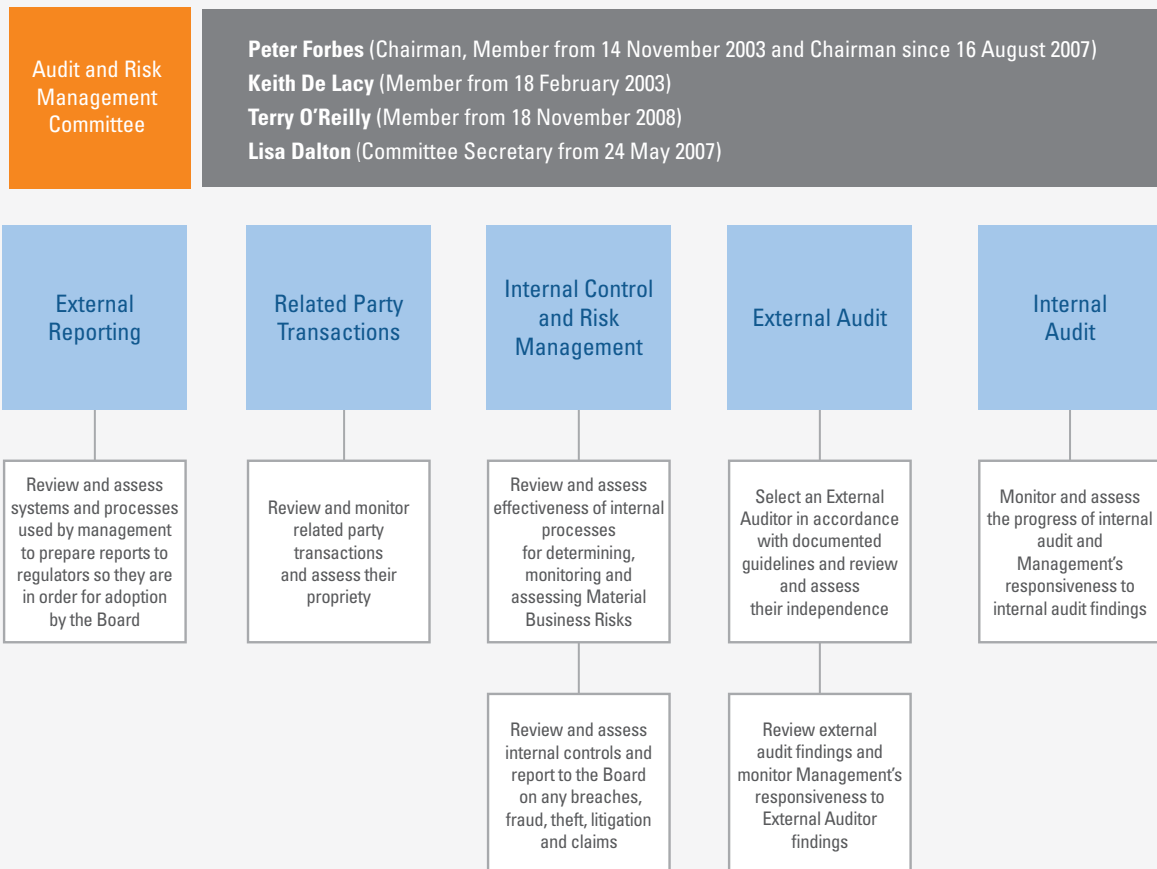 Audit and Risk
Management
Committee
Peter Forbes (Chairman, Member from 14 November 2003 and Chairman since 16 August 2007)
Keith De Lacy (Member from 18 February 2003)
Terry O'Reilly (Member from 18 November 2008)
Lisa Dalton (Committee Secretary from 24 May 2007)
External
Reporting
Related Party
Transactions
Internal Control
and Risk
Management
External Audit
Internal
Audit
Review and assess
systems and processes
used by management
to prepare reports to
regulators so they are
in order for adoption
by the Board
Review and monitor
related party
transactions
and assess their
propriety
Review and assess
effectiveness of internal
processes
for determining,
monitoring and
assessing Material
Business Risks
Select an External
Auditor in accordance
with documented
guidelines and review
and assess
their independence
Monitor and assess
the progress of internal
audit and
Management's
responsiveness to
internal audit findings
Review and assess
internal controls and
report to the Board
on any breaches,
fraud, theft, litigation
and claims
Review external
audit findings and
monitor Management's
responsiveness to
External Auditor
findings